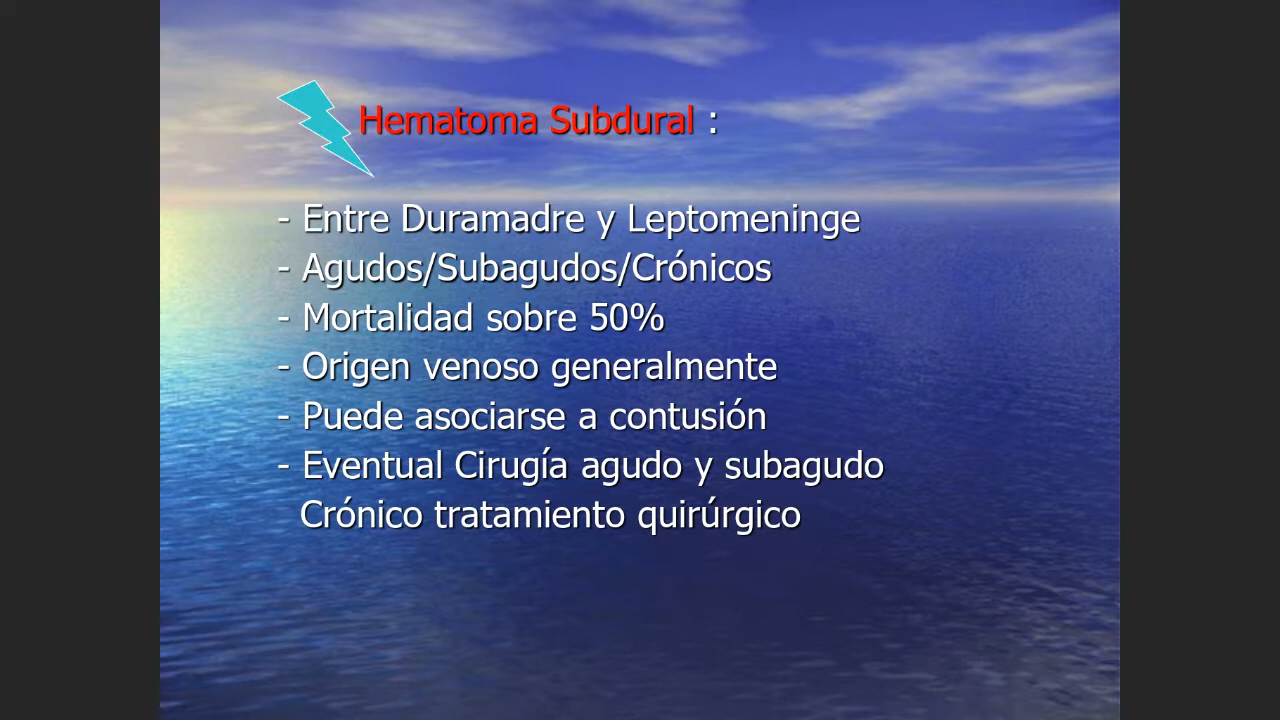 Hematoma Subdural :
- Entre Duramadre y Leptomeninge
- Agudos/Subagudos/Crónicos
- Mortalidad sobre 50%
- Origen venoso generalmente
- Puede asociarse a contusión
- Eventual Cirugía agudo y subagudo
Crónico tratamiento quirúrgico